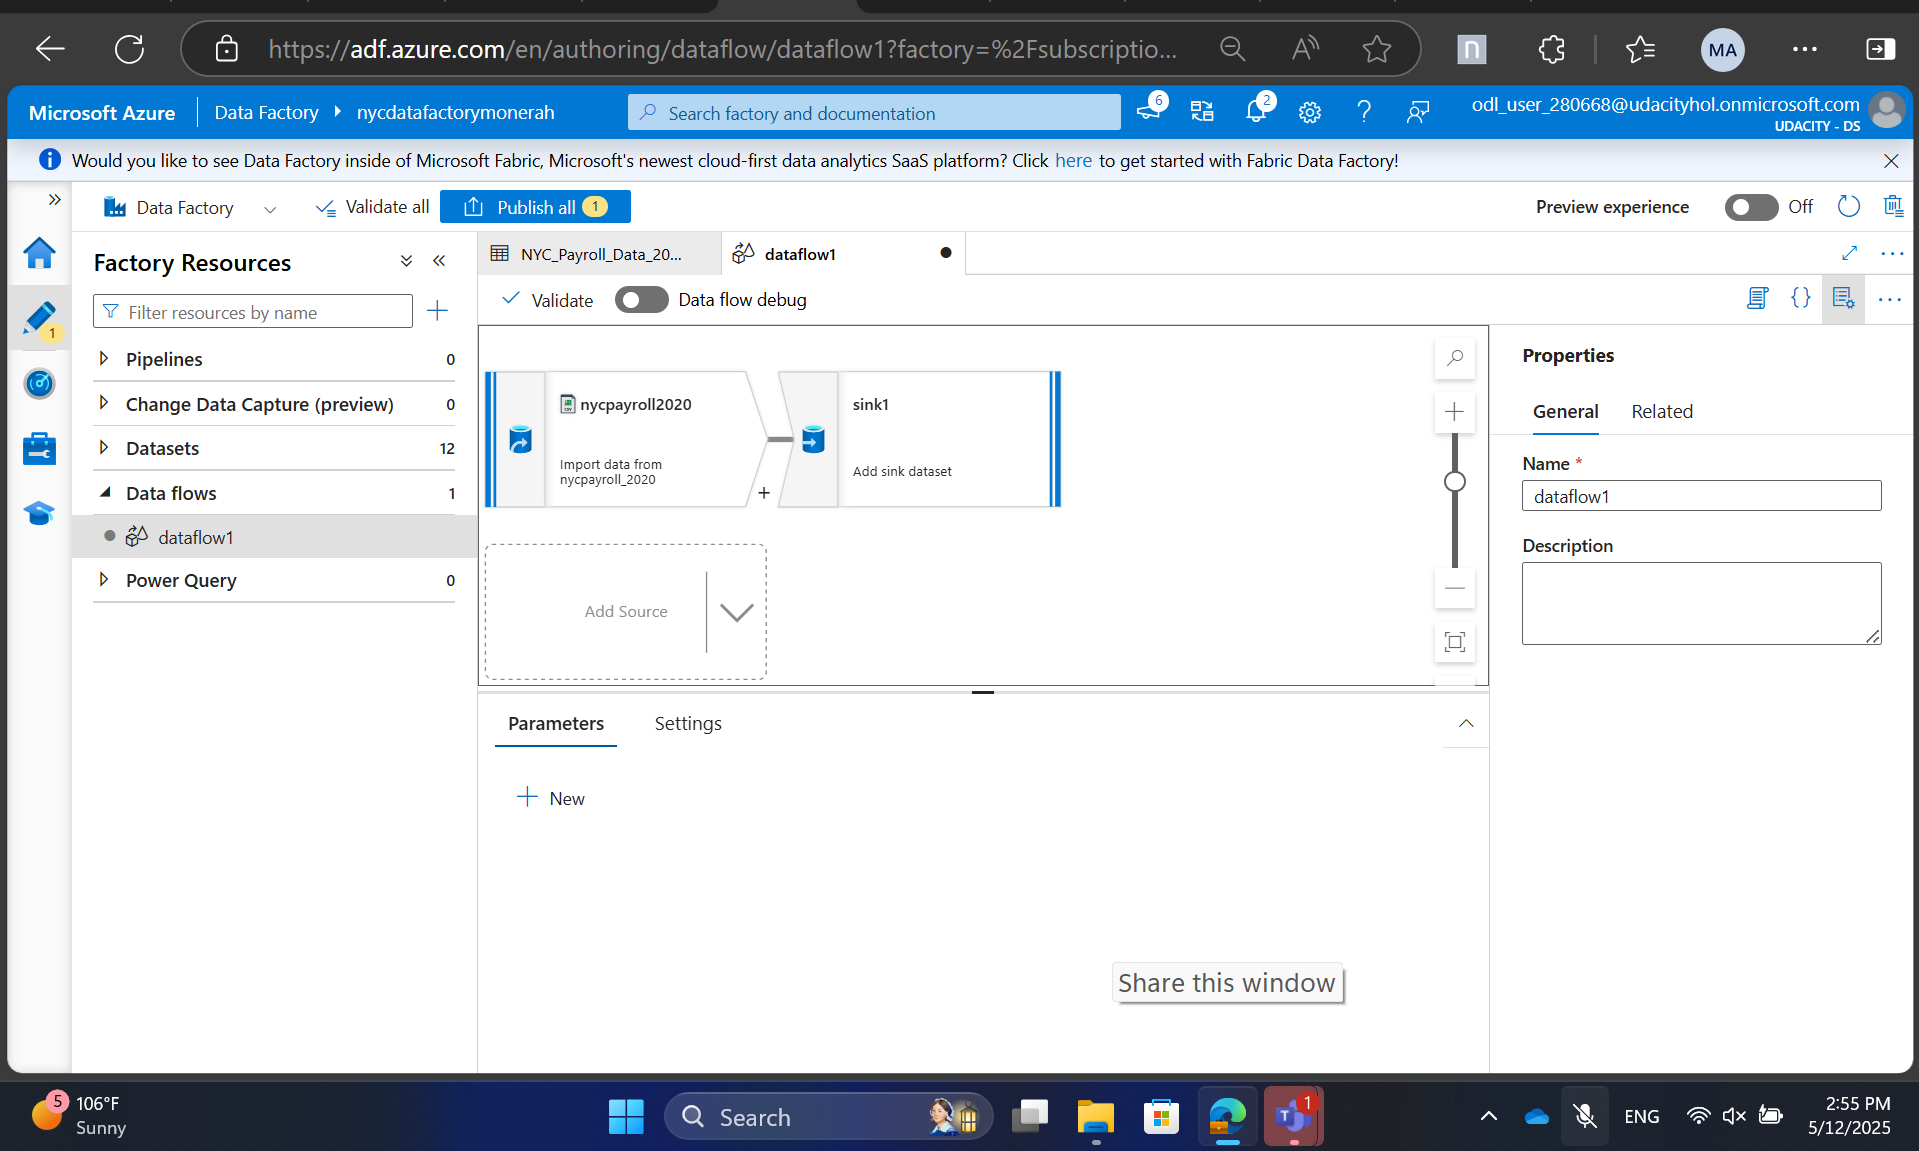 https://adf.azure.com/en/authoring/dataflow/dataflow1?factory=%2Fsubscriptio...
A
n
MA
Microsoft Azure
Data Factory
nycdatafactorymonerah
Search factory and documentation
6
2
?
odl_user_280668@udacityhol.onmicrosoft.com
UDACITY - DS
Would you like to see Data Factory inside of Microsoft Fabric, Microsoft's newest cloud-first data analytics SaaS platform? Click here to get started with Fabric Data Factory!
Data Factory
Validate all
Publish all 1
Preview experience
Off
1
Factory Resources
Filter resources by name
Pipelines 0
Change Data Capture (preview) 0
Datasets 12
Data flows 1
dataflow1
Power Query 0
NYC_Payroll_Data_20...
dataflow1
Validate
Data flow debug
{}
nycpayroll2020
Import data from
nycpayroll_2020
+
sink1
Add sink dataset
Add Source
Parameters
Settings
New
Properties
General
Related
Name *
dataflow1
Description
Share this window
5
106°F
Sunny
Search
T
1
ENG
2:55 PM
5/12/2025